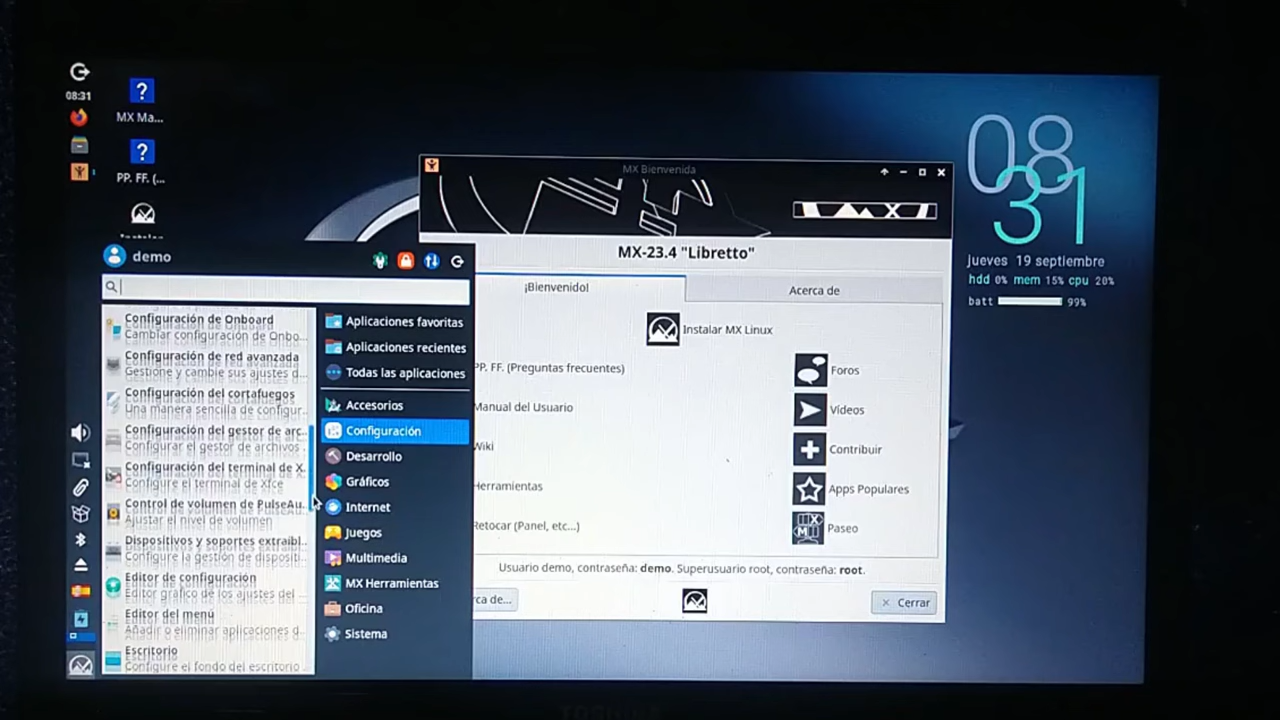 08:31
MX Ma...
PP. FF. (...
MX Bienvenida
MX
08
31
jueves 19 septiembre
hdd 0% mem 15% cpu 20%
batt 99%
MX-23.4 "Libretto"
¡Bienvenido!
Acerca de
Instalar MX Linux
PP. FF. (Preguntas frecuentes)
Manual del Usuario
Wiki
Herramientas
Retocar (Panel, etc...)
Foros
Vídeos
Contribuir
Apps Populares
Paseo
Usuario demo, contraseña: demo. Superusuario root, contraseña: root.
rca de...
Cerrar
demo
Configuración de Onboard
Cambiar configuración de Onbo...
Configuración de red avanzada
Gestione y cambie sus ajustes d...
Configuración del cortafuegos
Una manera sencilla de configur...
Configuración del gestor de arc...
Configurar el gestor de archivos
Configuración del terminal de X...
Configure el terminal de Xfce
Control de volumen de PulseAu...
Ajustar el nivel de volumen
Dispositivos y soportes extraíbl...
Configure la gestión de dispositi...
Editor de configuración
Editor gráfico de los ajustes del
Editor del menú
Añadir o eliminar aplicaciones d...
Escritorio
Configure el fondo del escritorio
Aplicaciones favoritas
Aplicaciones recientes
Todas las aplicaciones
Accesorios
Configuración
Desarrollo
Gráficos
Internet
Juegos
Multimedia
MX Herramientas
Oficina
Sistema